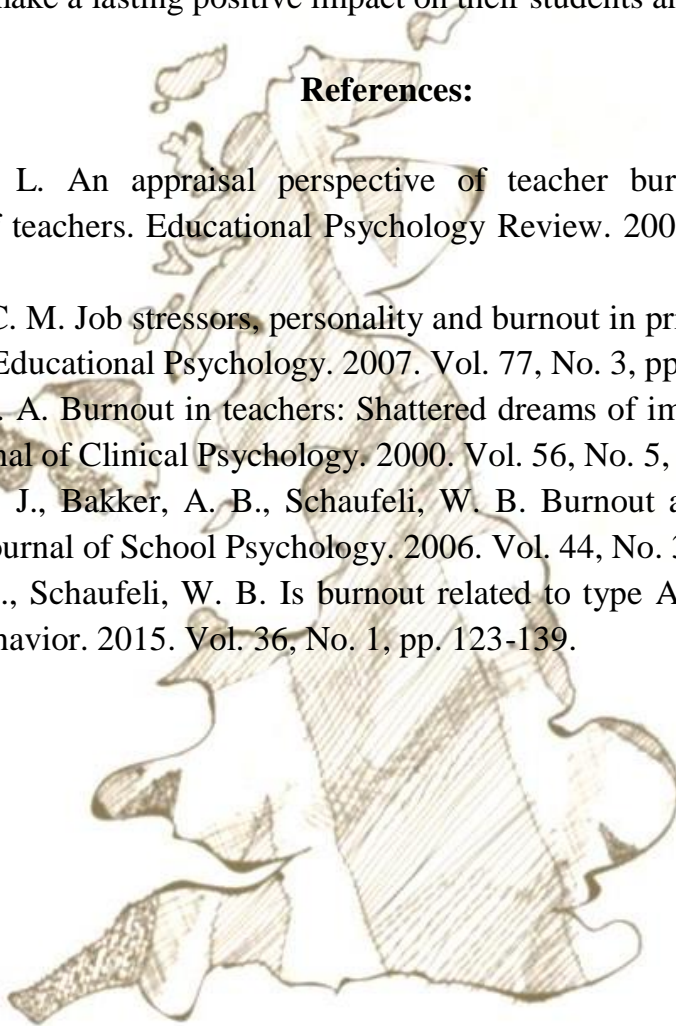 make a lasting positive impact on their students an
References:
L. An appraisal perspective of teacher bur
teachers. Educational Psychology Review. 200
C. M. Job stressors, personality and burnout in pri
Educational Psychology. 2007. Vol. 77, No. 3, pp
A. Burnout in teachers: Shattered dreams of im
nal of Clinical Psychology. 2000. Vol. 56, No. 5,
J., Bakker, A. B., Schaufeli, W. B. Burnout a
ournal of School Psychology. 2006. Vol. 44, No. 3
., Schaufeli, W. B. Is burnout related to type A
havior. 2015. Vol. 36, No. 1, pp. 123-139.